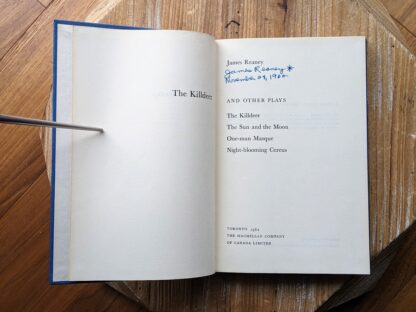 The Killdeer
James Reaney
James Reaney *
November
AND OTHER PLAYS
The Killdeer
The Sun and the Moon
One-man Masque
Night-blooming Cereus
TORONTO 1962
THE MACMILLAN COMPANY
OF CANADA LIMITED